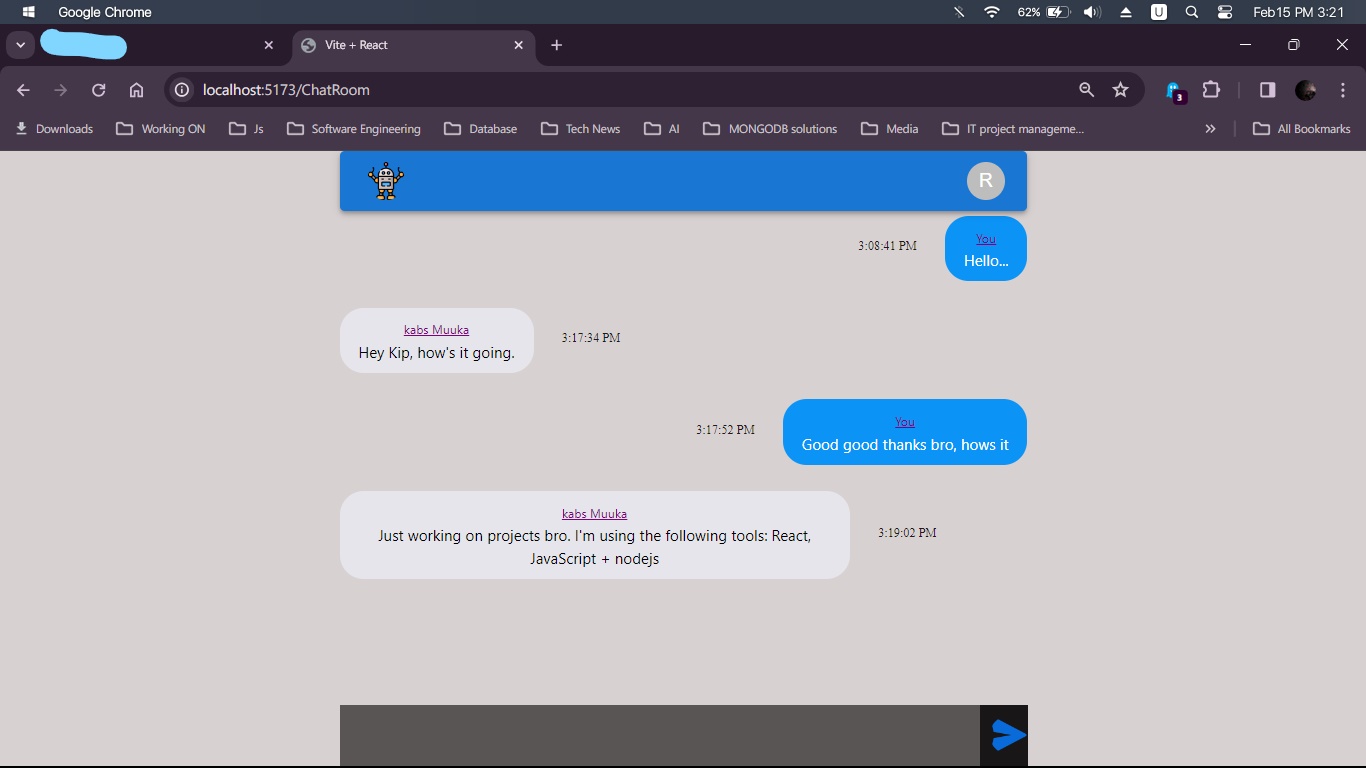 Google Chrome
62%
U
Feb15 PM 3:21
Vite + React
localhost:5173/ChatRoom
3
Downloads
Working ON
Js
Software Engineering
Database
Tech News
AI
MONGODB solutions
Media
IT project manageme...
»
All Bookmarks
R
You
3:08:41 PM
Hello...
kabs Muuka
3:17:34 PM
Hey Kip, how's it going.
You
3:17:52 PM
Good good thanks bro, hows it
kabs Muuka
Just working on projects bro. I'm using the following tools: React,
3:19:02 PM
JavaScript + nodejs